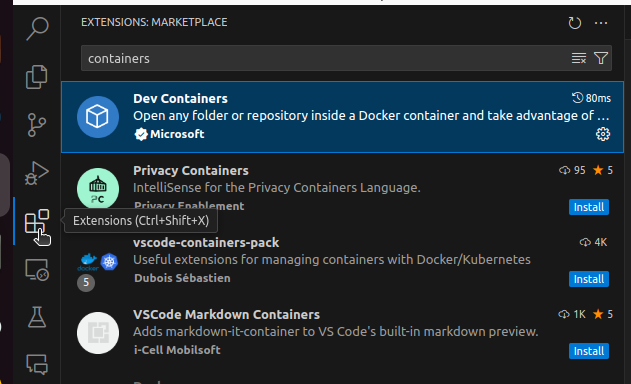 EXTENSIONS: MARKETPLACE
containers
Dev Containers
80ms
Open any folder or repository inside a Docker container and take advantage of ...
Microsoft
Privacy Containers
95
5
IntelliSense for the Privacy Containers Language.
PC
Privacy Enablement
Install
Extensions (Ctrl+Shift+X)
vscode-containers-pack
4K
Useful extensions for managing containers with Docker/Kubernetes
docker
5
Dubois Sébastien
Install
VSCode Markdown Containers
1K
5
Adds markdown-it-container to VS Code's built-in markdown preview.
i-Cell Mobilsoft
Install